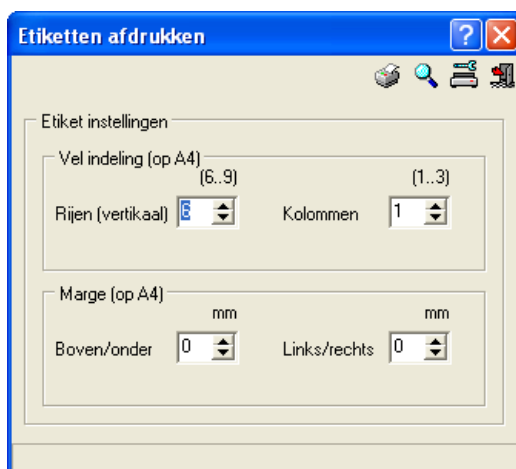 Etiketten afdrukken ?
Etiket instellingen
Vel indeling (op A4)
(6..9) (1..3)
Rijen (vertikaal) 6 Kolommen 1
Marge (op A4)
mm mm
Boven/onder 0 Links/rechts 0